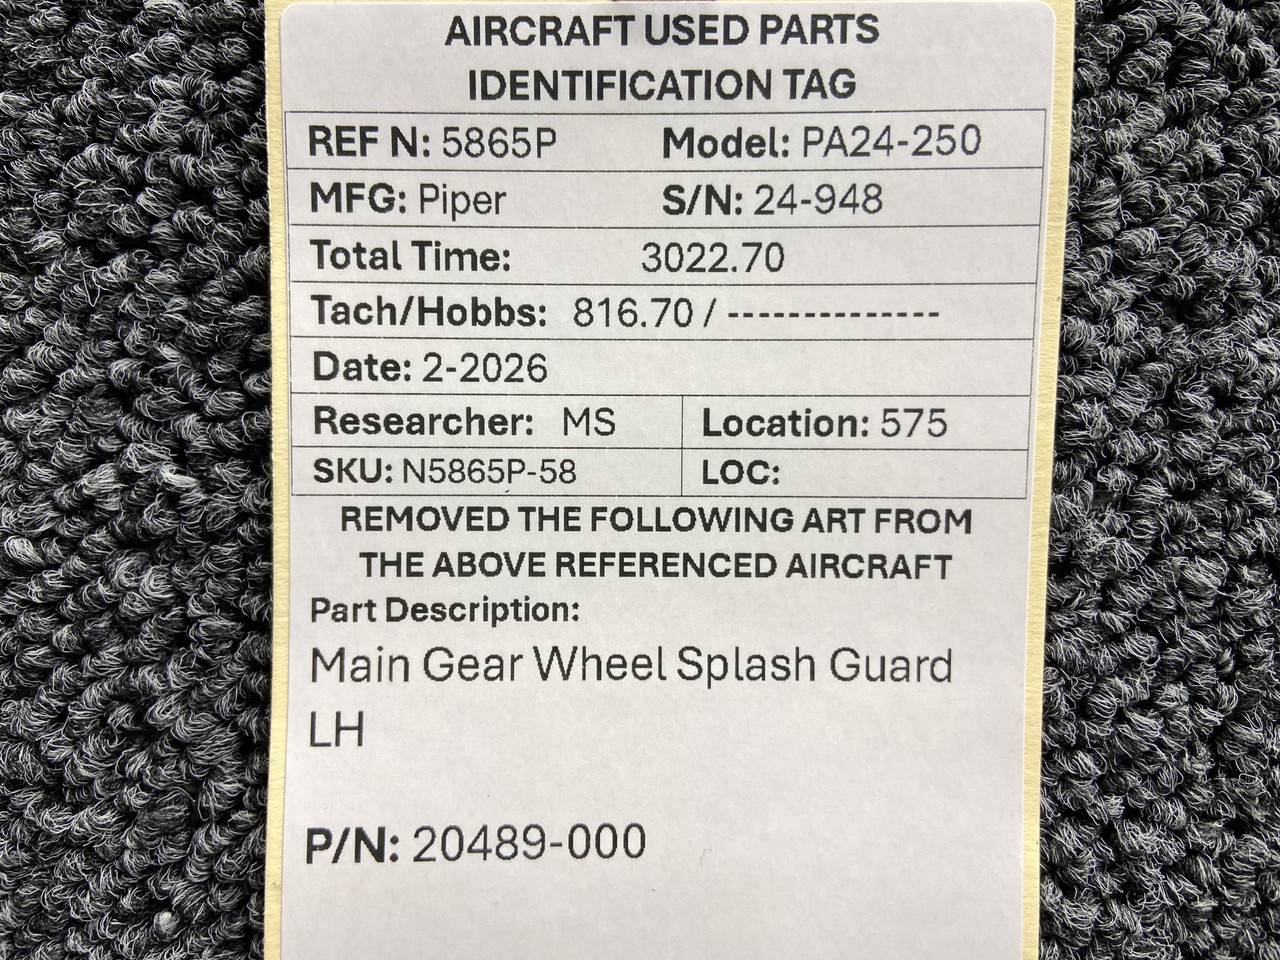 AIRCRAFT USED PARTS
IDENTIFICATION TAG
REF N: 5865P Model: PA24-250
MFG: Piper S/N: 24-948
Total Time: 3022.70
Tach/Hobbs: 816.70 / --------------
Date: 2-2026
Researcher: MS Location: 575
SKU: N5865P-58 LOC:
REMOVED THE FOLLOWING ART FROM
THE ABOVE REFERENCED AIRCRAFT
Part Description:
Main Gear Wheel Splash Guard
LH
P/N: 20489-000